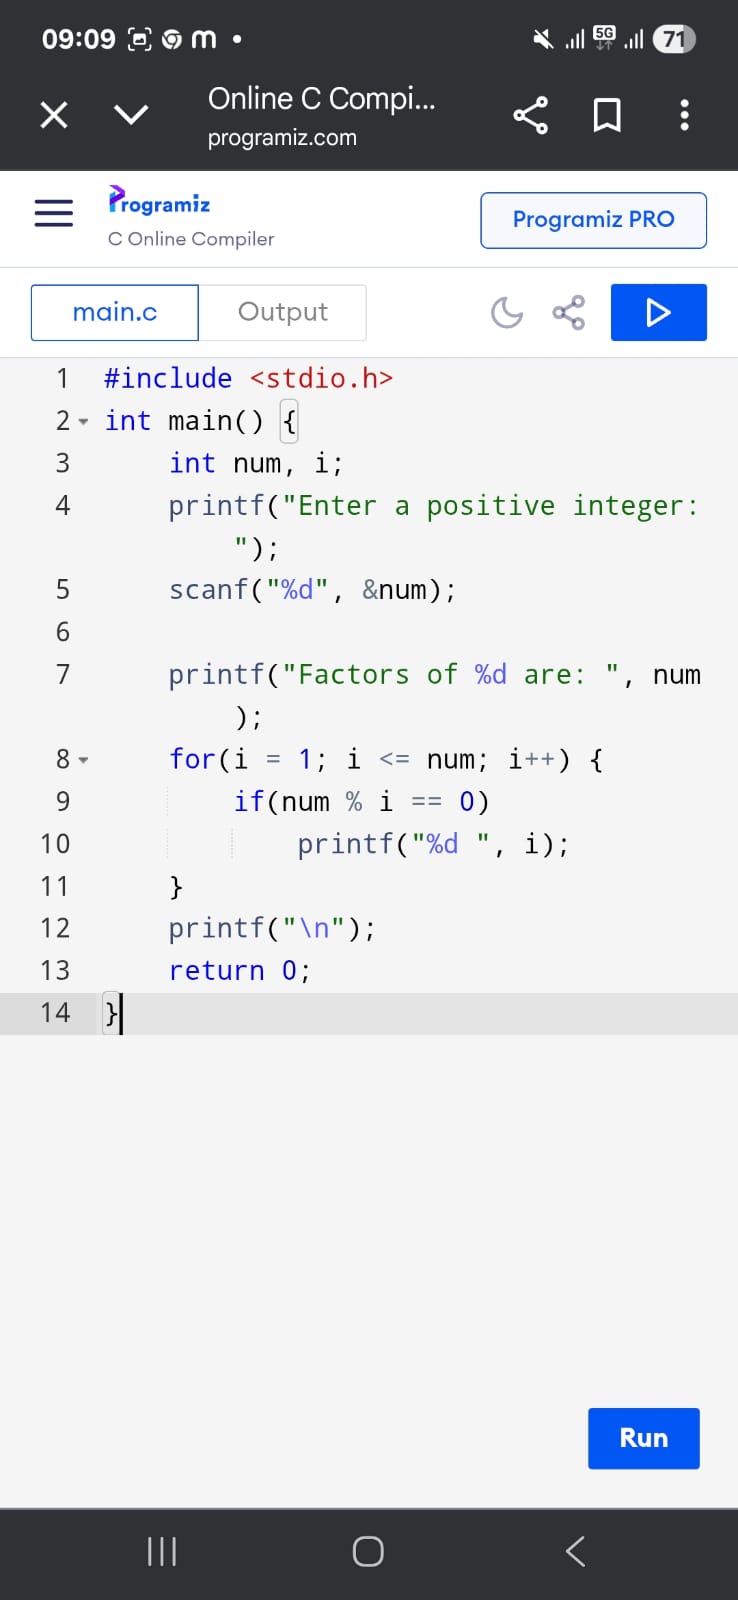 09:09 m •
5G 71
Online C Compi...
programiz.com
Programiz
C Online Compiler
Programiz PRO
main.c Output
1 #include <stdio.h>
2 int main() {
3     int num, i;
4     printf("Enter a positive integer:
        ");
5     scanf("%d", &num);
6
7     printf("Factors of %d are: ", num
        );
8     for(i = 1; i <= num; i++) {
9         if(num % i == 0)
10             printf("%d ", i);
11     }
12     printf("\n");
13     return 0;
14 }
Run